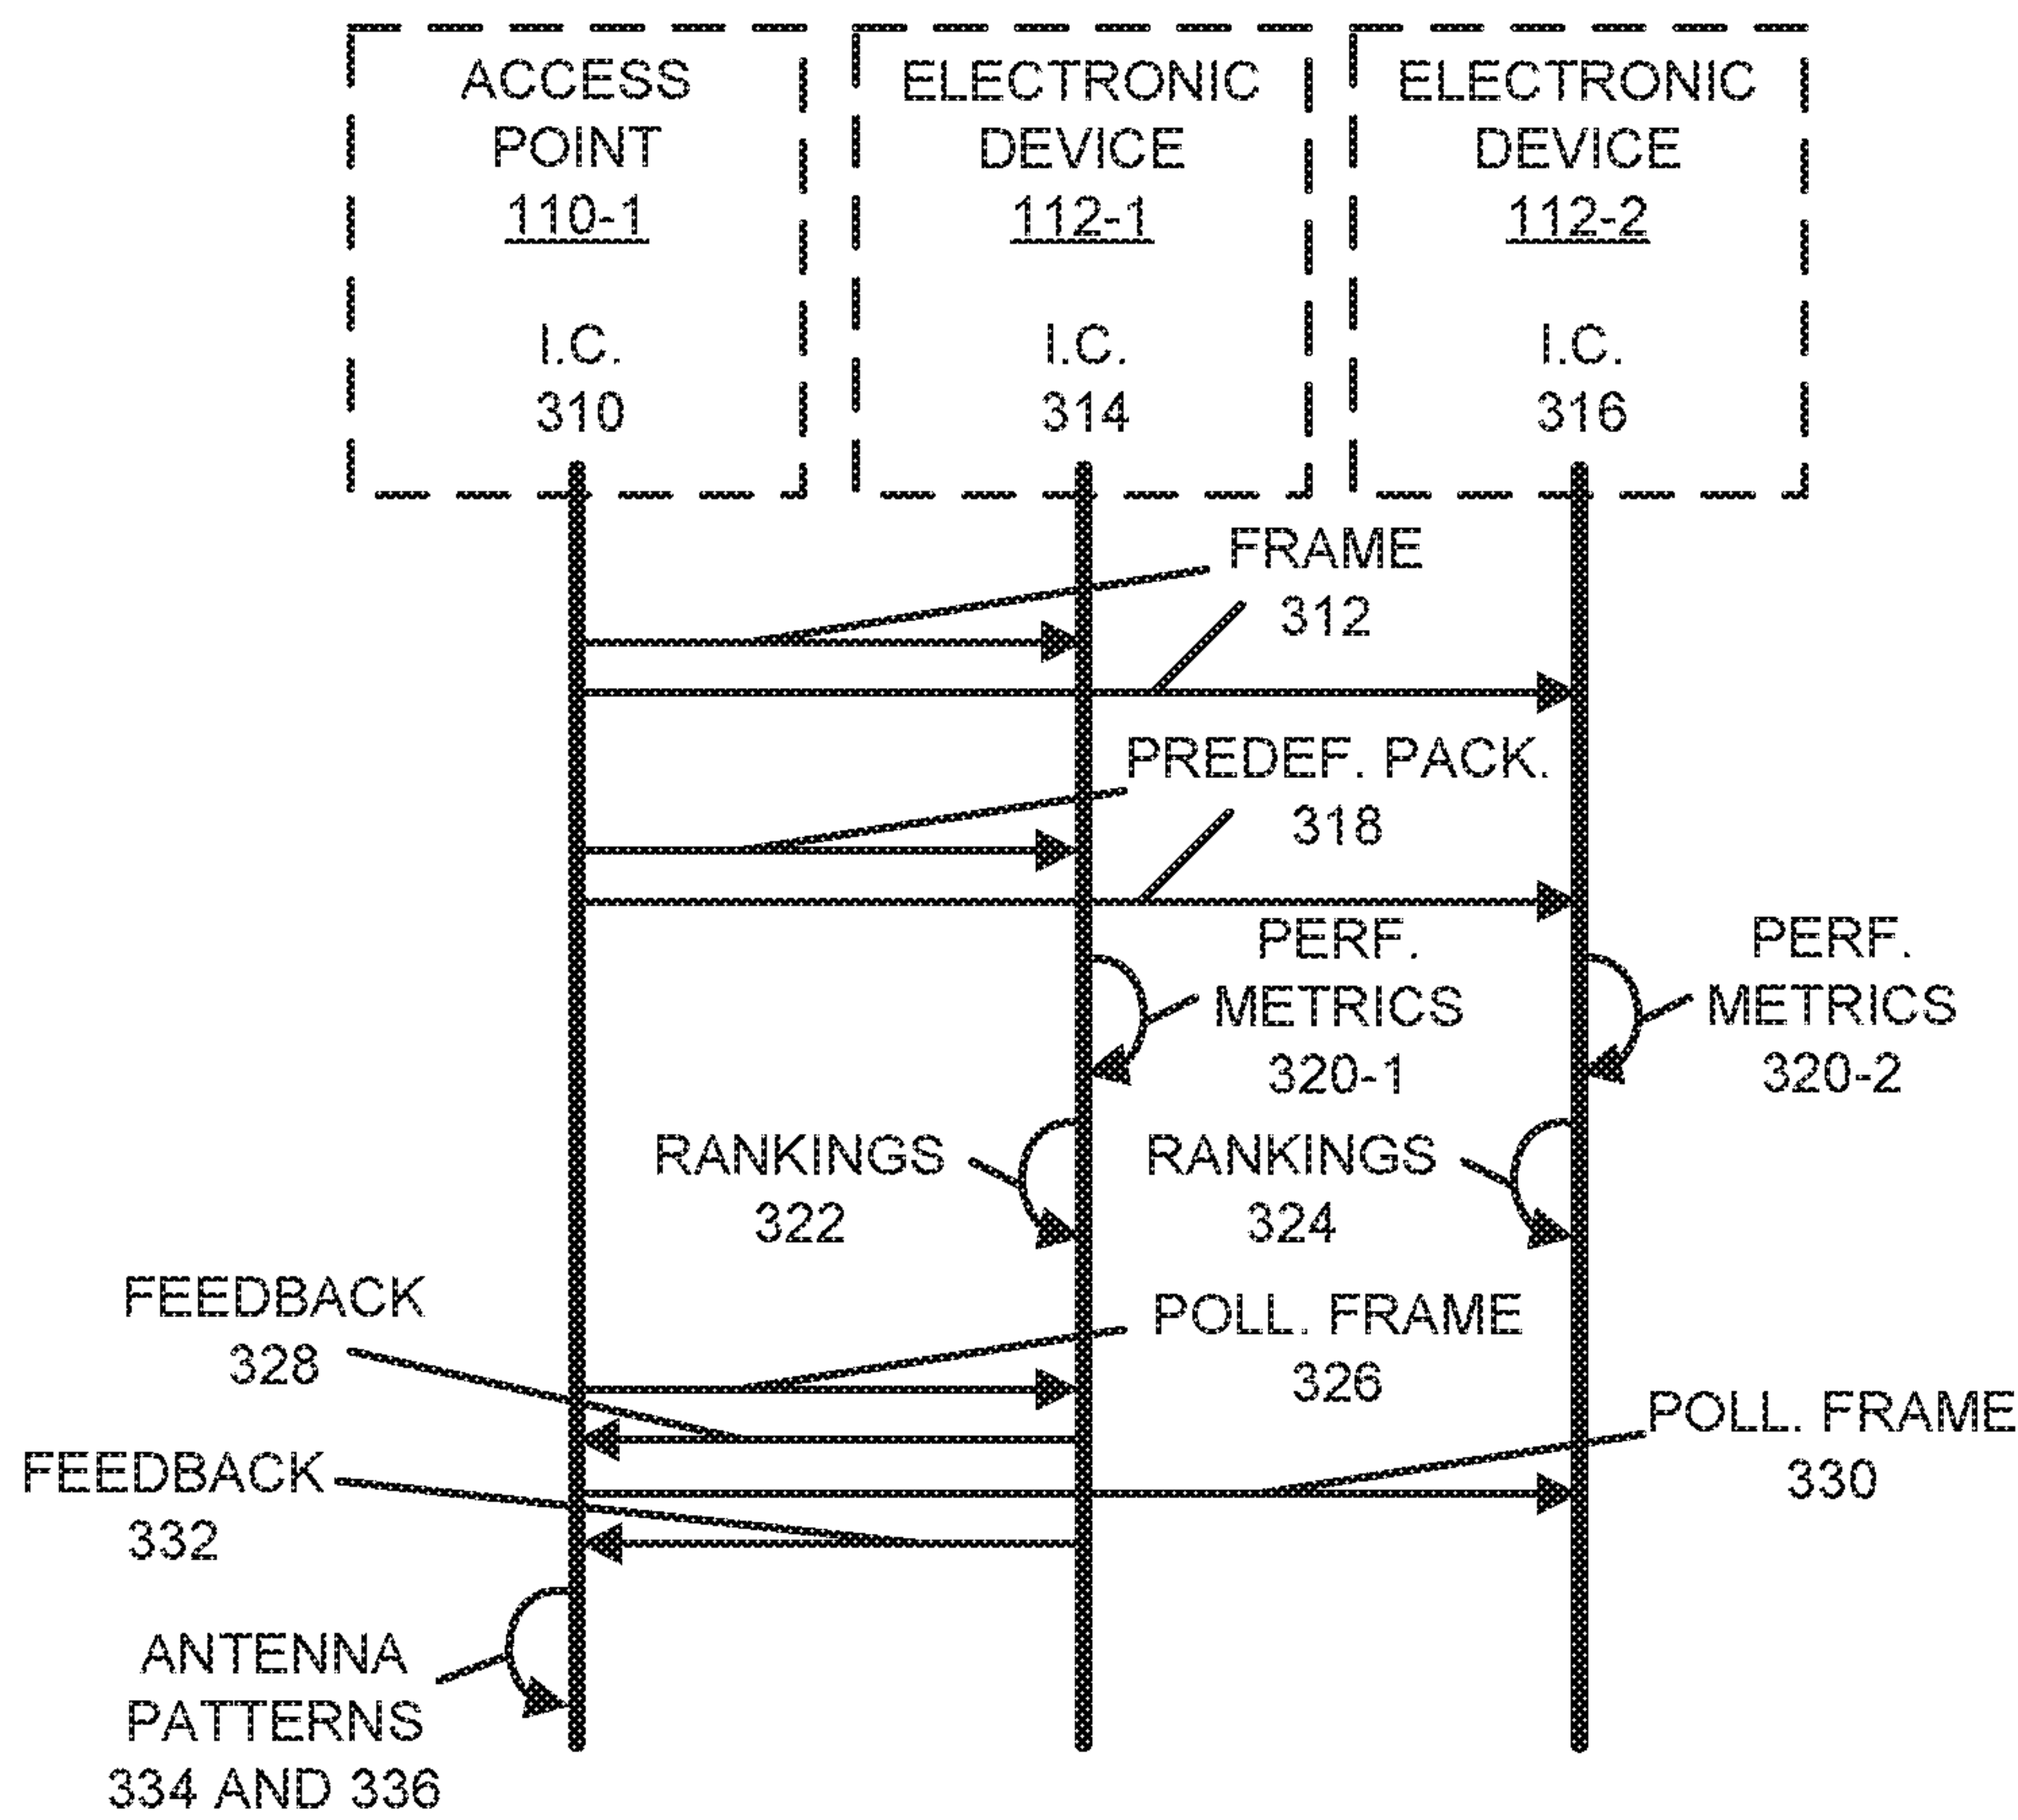 ACCESS
POINT
110-1
I.C.
310
ELECTRONIC
DEVICE
112-1
I.C.
314
ELECTRONIC
DEVICE
112-2
I.C.
316
FRAME
312
PREDEF. PACK.
318
PERF.
METRICS
320-1
PERF.
METRICS
320-2
RANKINGS
322
RANKINGS
324
FEEDBACK
328
POLL. FRAME
326
POLL. FRAME
330
FEEDBACK
332
ANTENNA
PATTERNS
334 AND 336